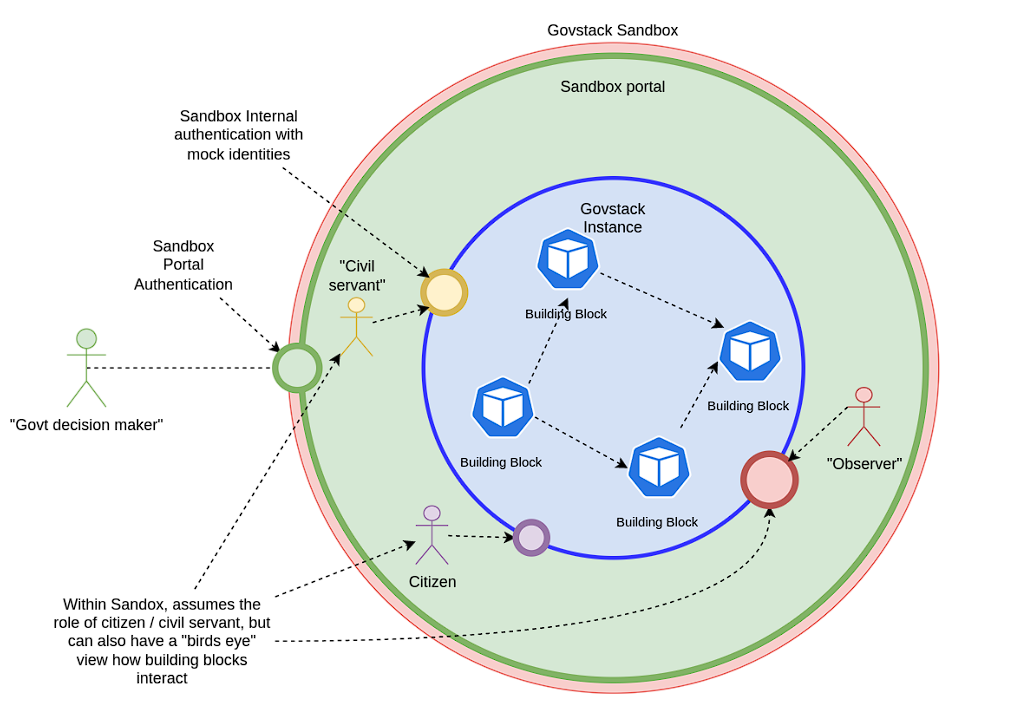 Govstack Sandbox
Sandbox portal
Sandbox Internal
authentication with
mock identities
Govstack
Instance
Sandbox
Portal
Authentication
"Civil
servant"
Building Block
"Govt decision maker"
Building Block
"Observer"
Building Block
Building Block
Citizen
Within Sandox, assumes the
role of citizen / civil servant, but
can also have a "birds eye"
view how building blocks
interact